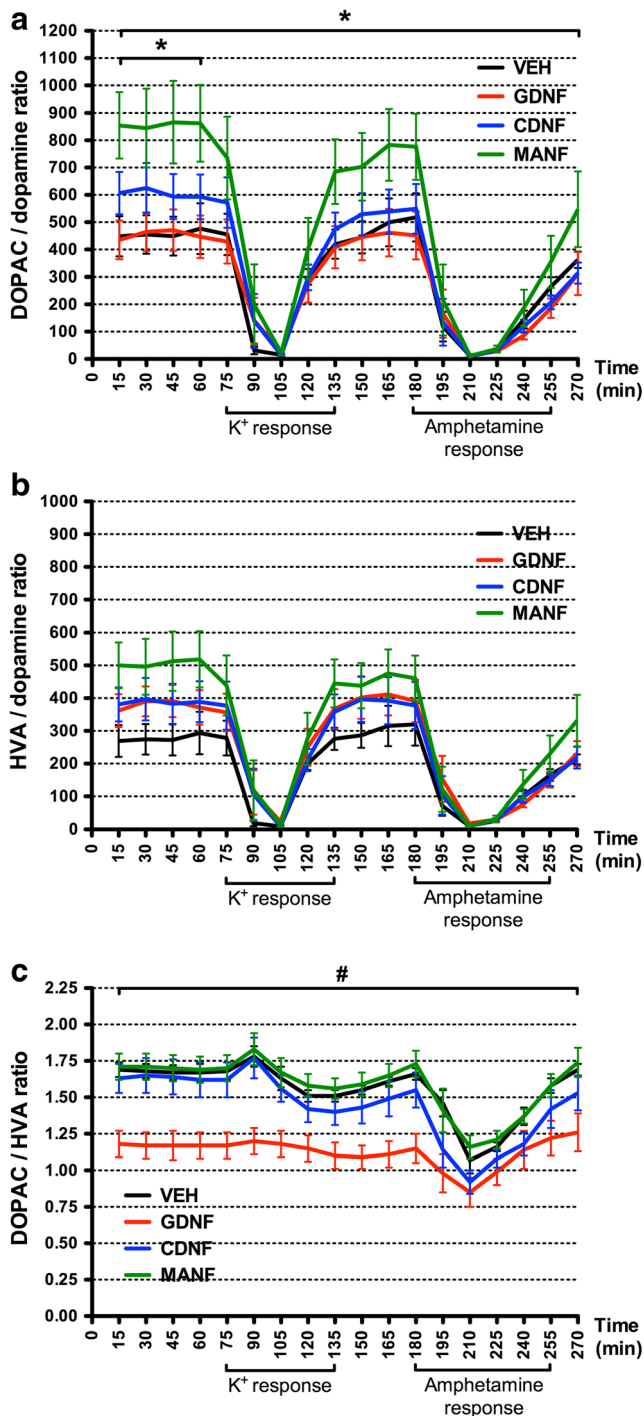 a
*
*
DOPAC / dopamine ratio
1200
1100
1000
900
800
700
600
500
400
300
200
100
0
VEH
GDNF
CDNF
MANF
0 15 30 45 60 75 90 105 120 135 150 165 180 195 210 225 240 255 270 Time (min)
K+ response
Amphetamine
response
b
HVA / dopamine ratio
1000
900
800
700
600
500
400
300
200
100
0
VEH
GDNF
CDNF
MANF
0 15 30 45 60 75 90 105 120 135 150 165 180 195 210 225 240 255 270 Time (min)
K+ response
Amphetamine
response
c
#
DOPAC / HVA ratio
2.25
2.00
1.75
1.50
1.25
1.00
0.75
0.50
0.25
0.00
VEH
GDNF
CDNF
MANF
0 15 30 45 60 75 90 105 120 135 150 165 180 195 210 225 240 255 270 Time (min)
K+ response
Amphetamine
response